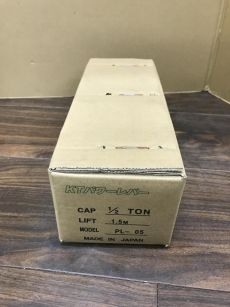 KTパワーレバー
CAP 1/2 TON
LIFT 1.5M
MODEL PL-05
MADE IN JAPAN